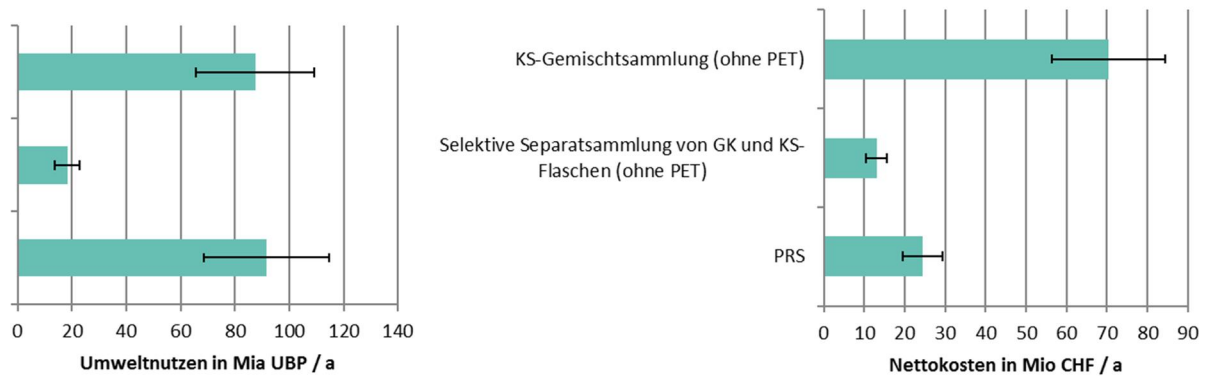 0 20 40 60 80 100 120 140
Umweltnutzen in Mia UBP / a
KS-Gemischtsammlung (ohne PET)
Selektive Separatsammlung von GK und KS-
Flaschen (ohne PET)
PRS
0 10 20 30 40 50 60 70 80 90
Nettokosten in Mio CHF / a